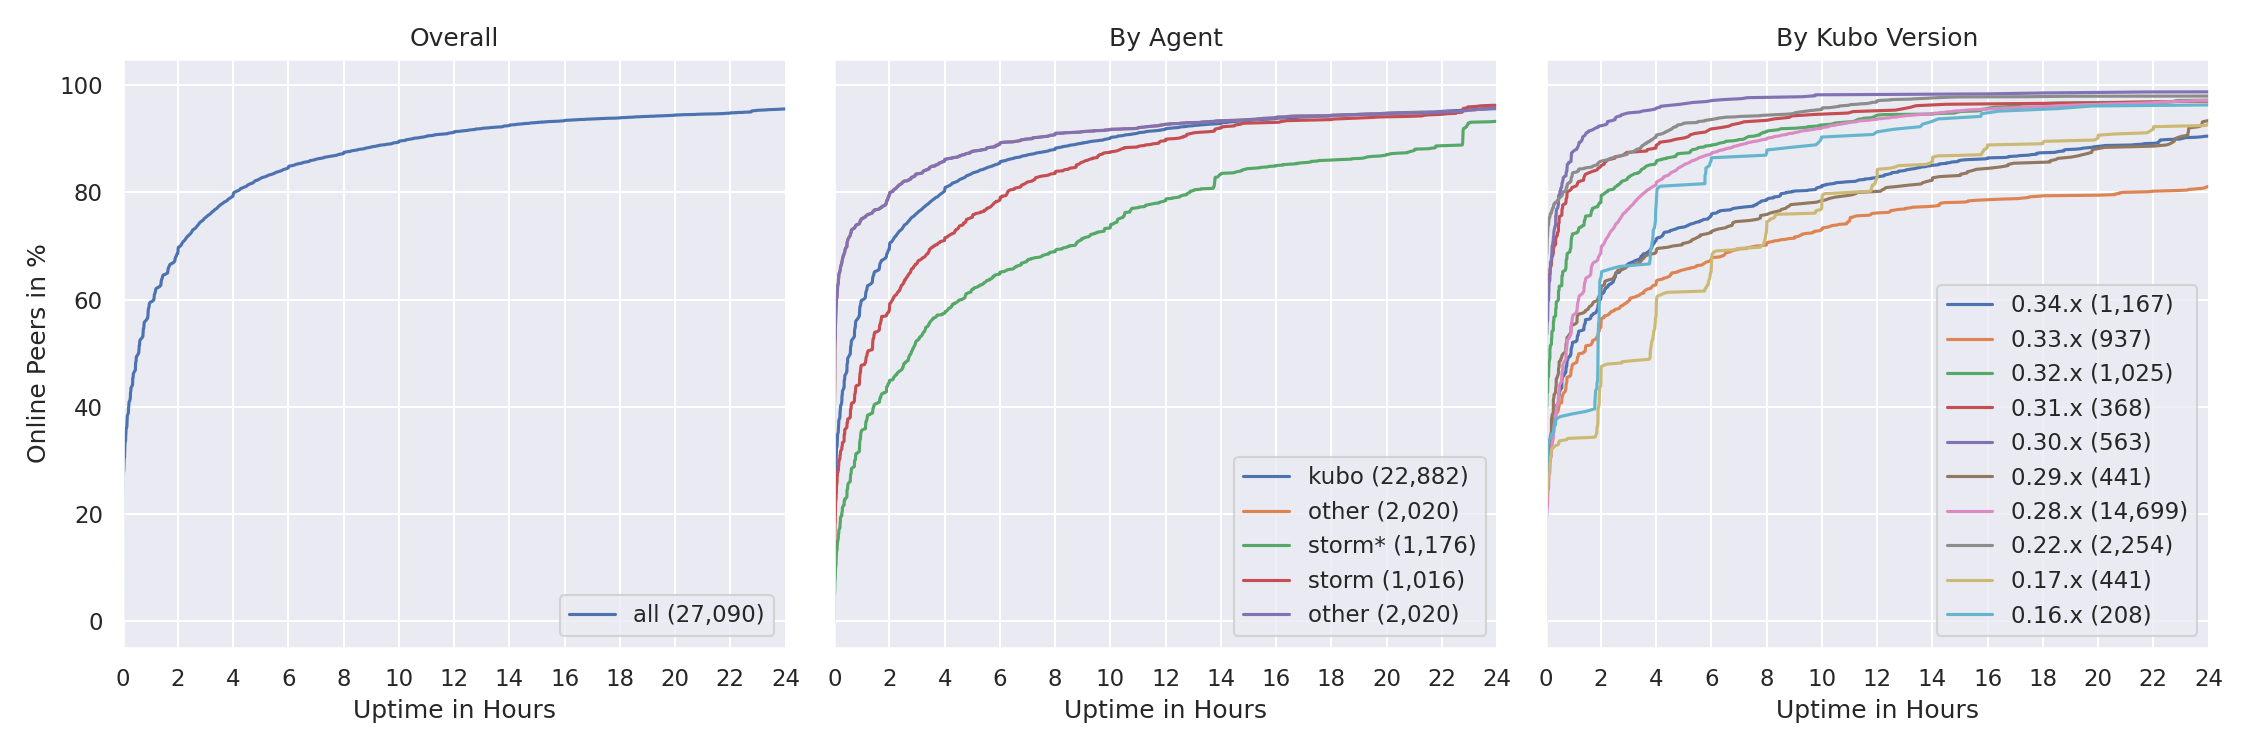 Overall
By Agent
By Kubo Version
Online Peers in %
100
80
60
40
20
0
all (27,090)
0 2 4 6 8 10 12 14 16 18 20 22 24
Uptime in Hours
kubo (22,882)
other (2,020)
storm* (1,176)
storm (1,016)
other (2,020)
0 2 4 6 8 10 12 14 16 18 20 22 24
Uptime in Hours
0.34.x (1,167)
0.33.x (937)
0.32.x (1,025)
0.31.x (368)
0.30.x (563)
0.29.x (441)
0.28.x (14,699)
0.22.x (2,254)
0.17.x (441)
0.16.x (208)
0 2 4 6 8 10 12 14 16 18 20 22 24
Uptime in Hours